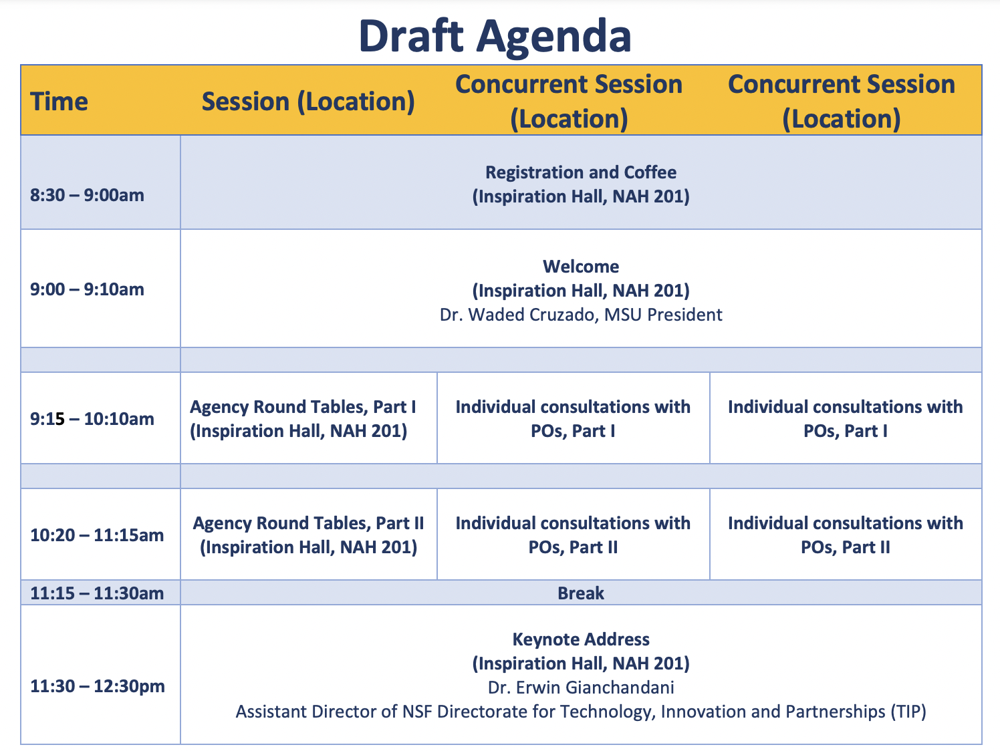 Draft Agenda
Time
Session (Location)
Concurrent Session
(Location)
Concurrent Session
(Location)
8:30 – 9:00am
Registration and Coffee
(Inspiration Hall, NAH 201)
9:00 – 9:10am
Welcome
(Inspiration Hall, NAH 201)
Dr. Waded Cruzado, MSU President
9:15 – 10:10am
Agency Round Tables, Part I
(Inspiration Hall, NAH 201)
Individual consultations with
POs, Part I
Individual consultations with
POs, Part I
10:20 – 11:15am
Agency Round Tables, Part II
(Inspiration Hall, NAH 201)
Individual consultations with
POs, Part II
Individual consultations with
POs, Part II
11:15 – 11:30am
Break
11:30 – 12:30pm
Keynote Address
(Inspiration Hall, NAH 201)
Dr. Erwin Gianchandani
Assistant Director of NSF Directorate for Technology, Innovation and Partnerships (TIP)